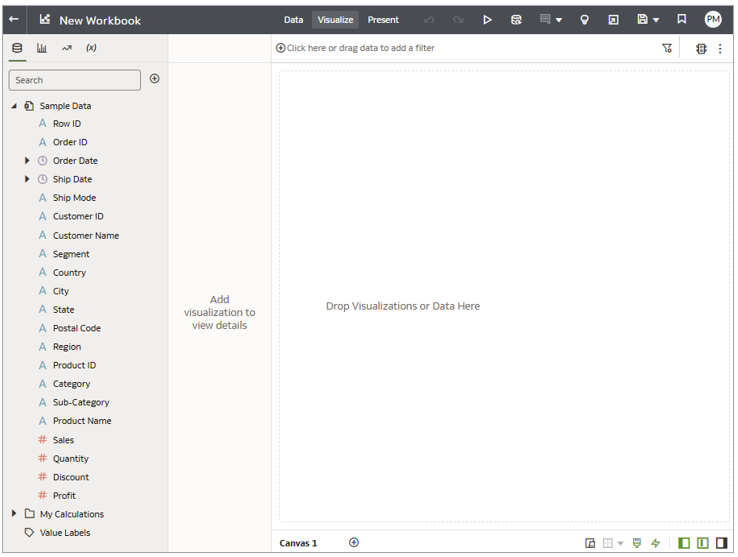 New Workbook
Data Visualize Present
PM
(x)
Click here or drag data to add a filter
Search
Sample Data
A Row ID
A Order ID
Order Date
Ship Date
A Ship Mode
A Customer ID
A Customer Name
A Segment
A Country
A City
A State
A Postal Code
A Region
A Product ID
A Category
A Sub-Category
A Product Name
# Sales
# Quantity
# Discount
# Profit
My Calculations
Value Labels
Add
visualization to
view details
Drop Visualizations or Data Here
Canvas 1